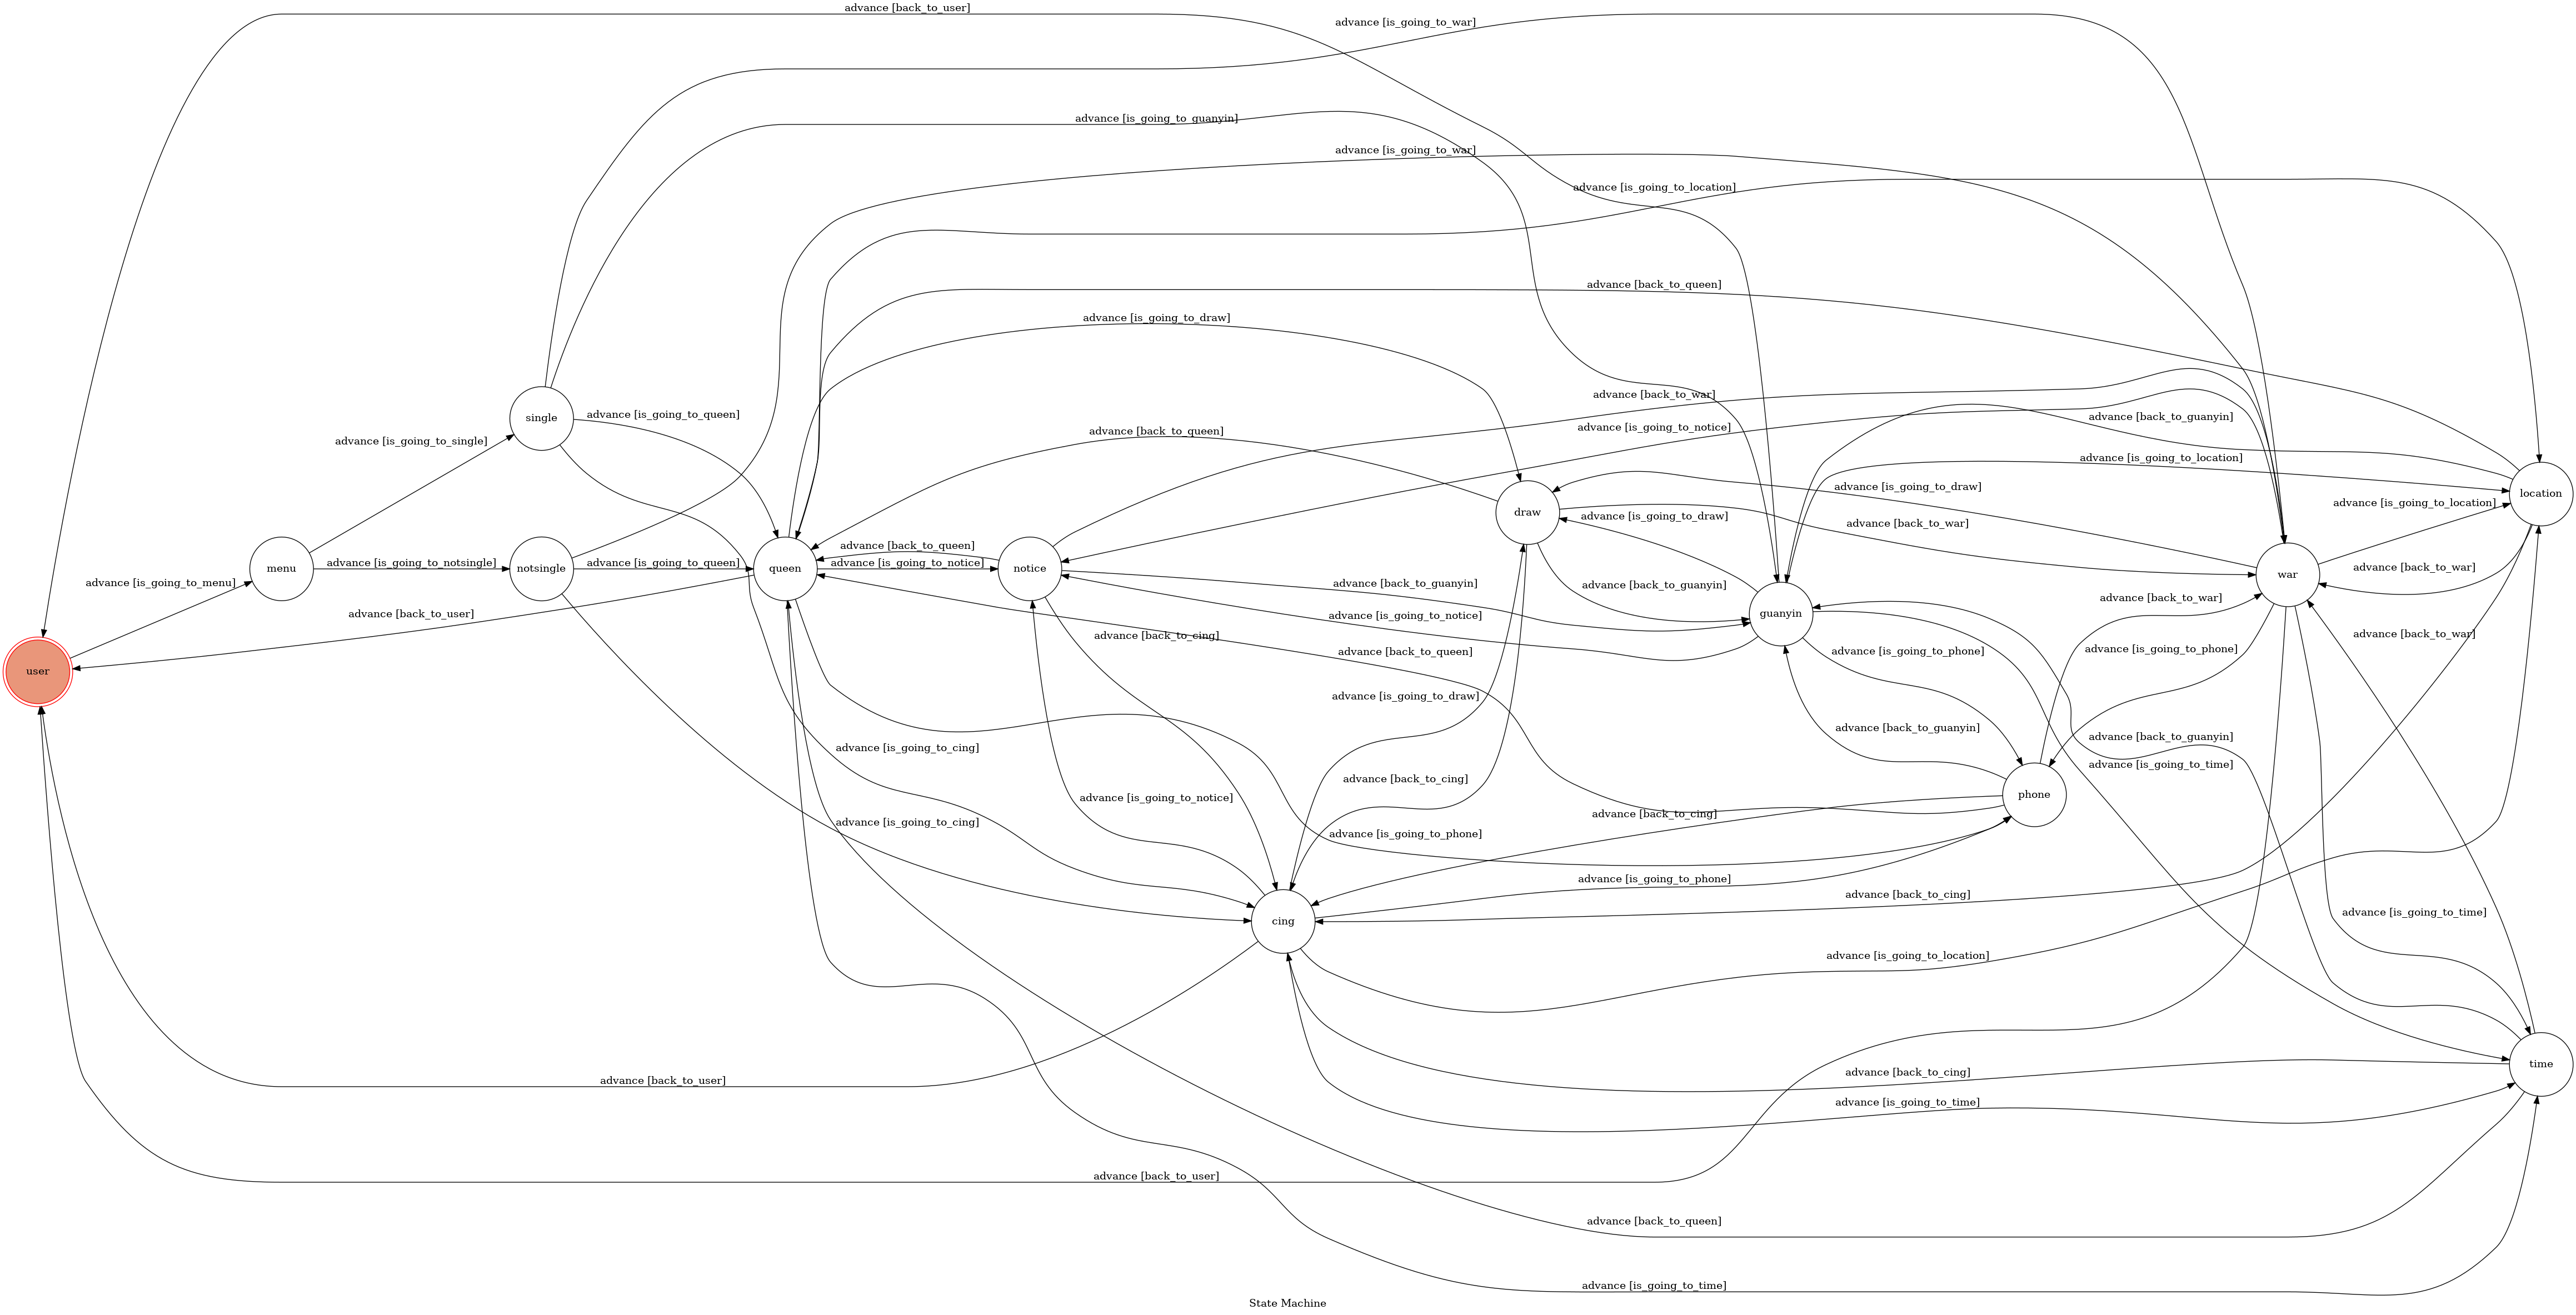 advance [back_to_user]
advance [is_going_to_war]
advance [is_going_to_guanyin]
advance [is_going_to_war]
advance [is_going_to_location]
advance [back_to_queen]
advance [is_going_to_draw]
advance [back_to_war]
single
advance [is_going_to_queen]
advance [back_to_guanyin]
advance [is_going_to_notice]
advance [back_to_queen]
advance [is_going_to_single]
advance [is_going_to_location]
advance [is_going_to_draw]
location
advance [is_going_to_location]
draw
advance [is_going_to_draw]
advance [back_to_war]
advance [back_to_queen]
advance [is_going_to_notsingle]
advance [is_going_to_queen]
advance [is_going_to_notice]
menu
notsingle
queen
notice
advance [back_to_war]
war
advance [is_going_to_menu]
advance [back_to_guanyin]
advance [back_to_guanyin]
advance [back_to_war]
advance [back_to_user]
advance [is_going_to_notice]
guanyin
advance [back_to_cing]
advance [back_to_war]
advance [back_to_queen]
advance [is_going_to_phone]
advance [is_going_to_phone]
user
advance [is_going_to_draw]
advance [back_to_guanyin]
advance [back_to_guanyin]
advance [is_going_to_cing]
advance [is_going_to_time]
advance [back_to_cing]
phone
advance [is_going_to_notice]
advance [back_to_cing]
advance [is_going_to_cing]
advance [is_going_to_phone]
advance [is_going_to_phone]
advance [back_to_cing]
advance [is_going_to_time]
cing
advance [is_going_to_location]
time
advance [back_to_cing]
advance [back_to_user]
advance [is_going_to_time]
advance [back_to_user]
advance [back_to_queen]
advance [is_going_to_time]
State Machine